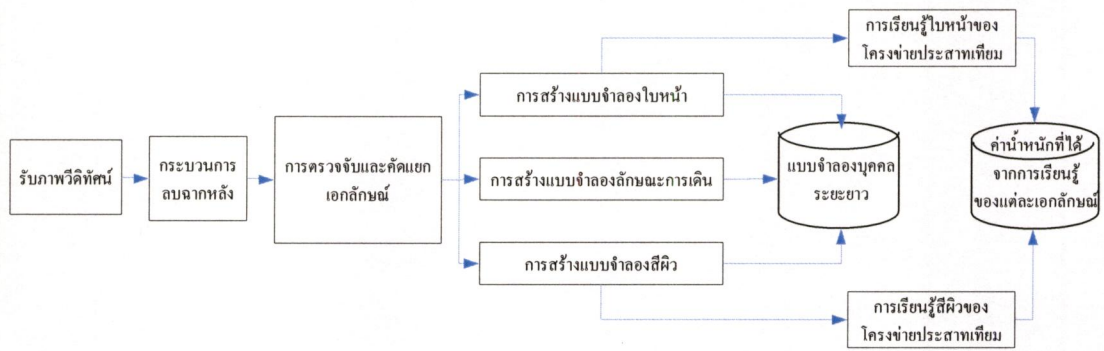 รับภาพวีดิทัศน์
กระบวนการ
ลบฉากหลัง
การตรวจจับและคัดแยก
เอกลักษณ์
การสร้างแบบจำลองใบหน้า
การสร้างแบบจำลองลักษณะการเดิน
การสร้างแบบจำลองสีผิว
แบบจำลองบุคคล
ระยะยาว
การเรียนรู้ใบหน้าของ
โครงข่ายประสาทเทียม
ค่าน้ำหนักที่ได้
จากการเรียนรู้
ของแต่ละเอกลักษณ์
การเรียนรู้สีผิวของ
โครงข่ายประสาทเทียม